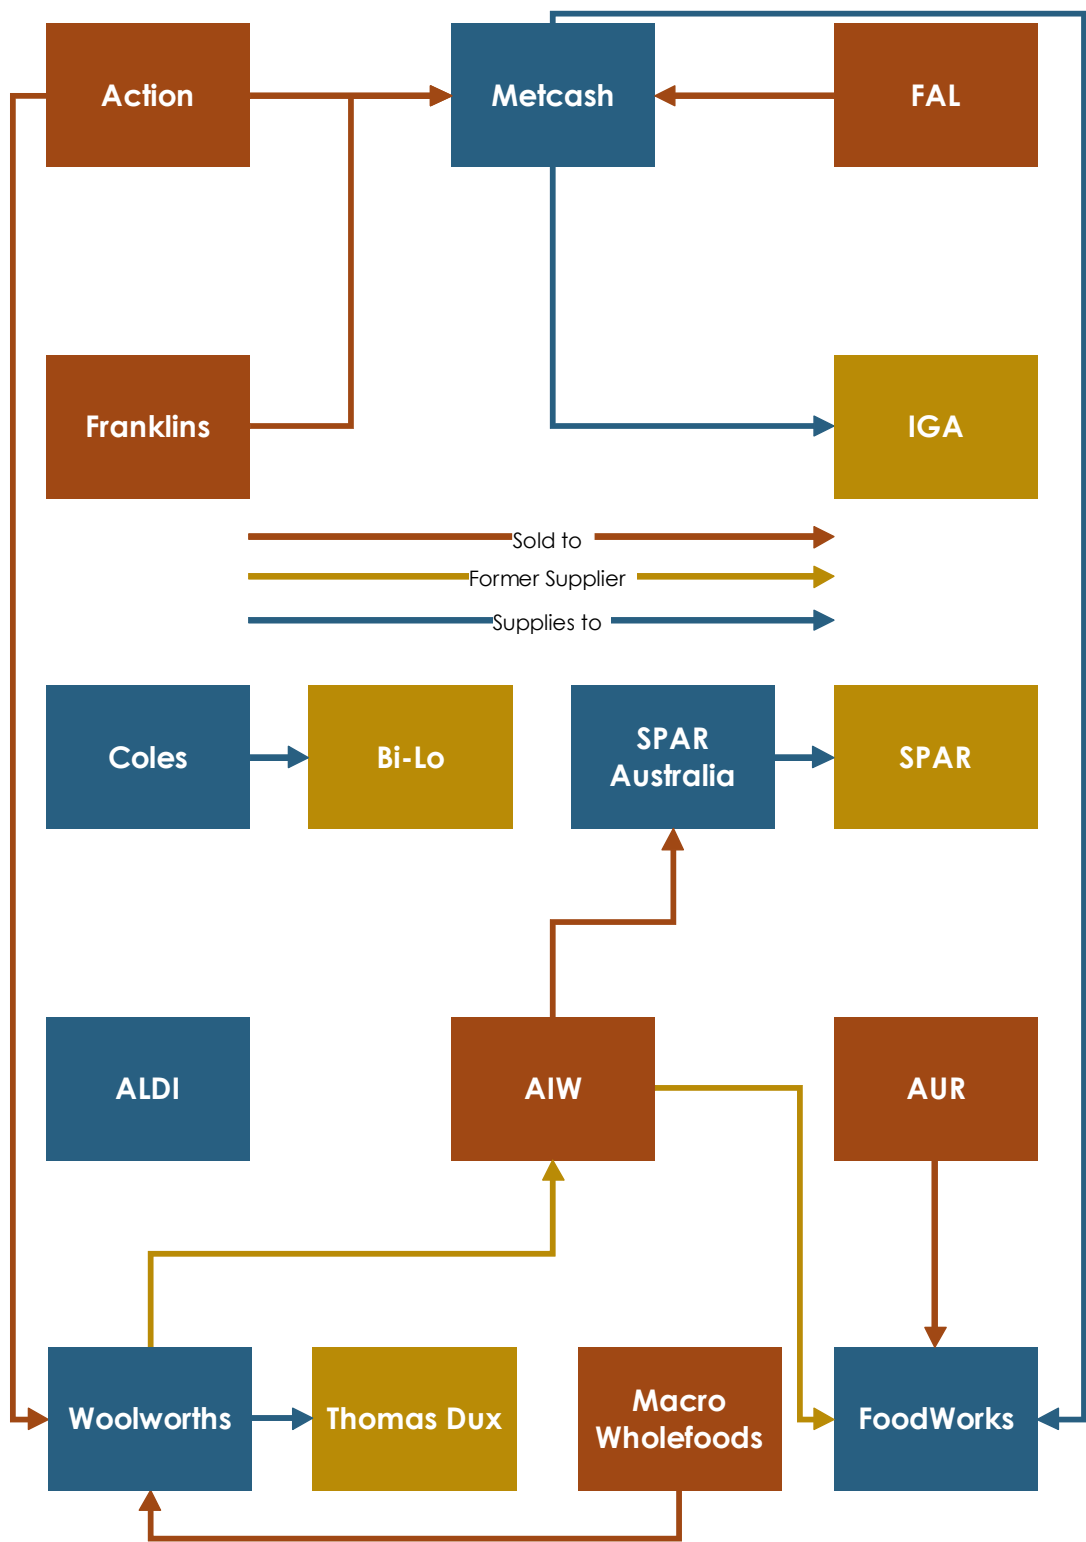 Action
Metcash
FAL
Franklins
IGA
Sold to
Former Supplier
Supplies to
Coles
Bi-Lo
SPAR
Australia
SPAR
ALDI
AIW
AUR
Woolworths
Thomas Dux
Macro
Wholefoods
FoodWorks